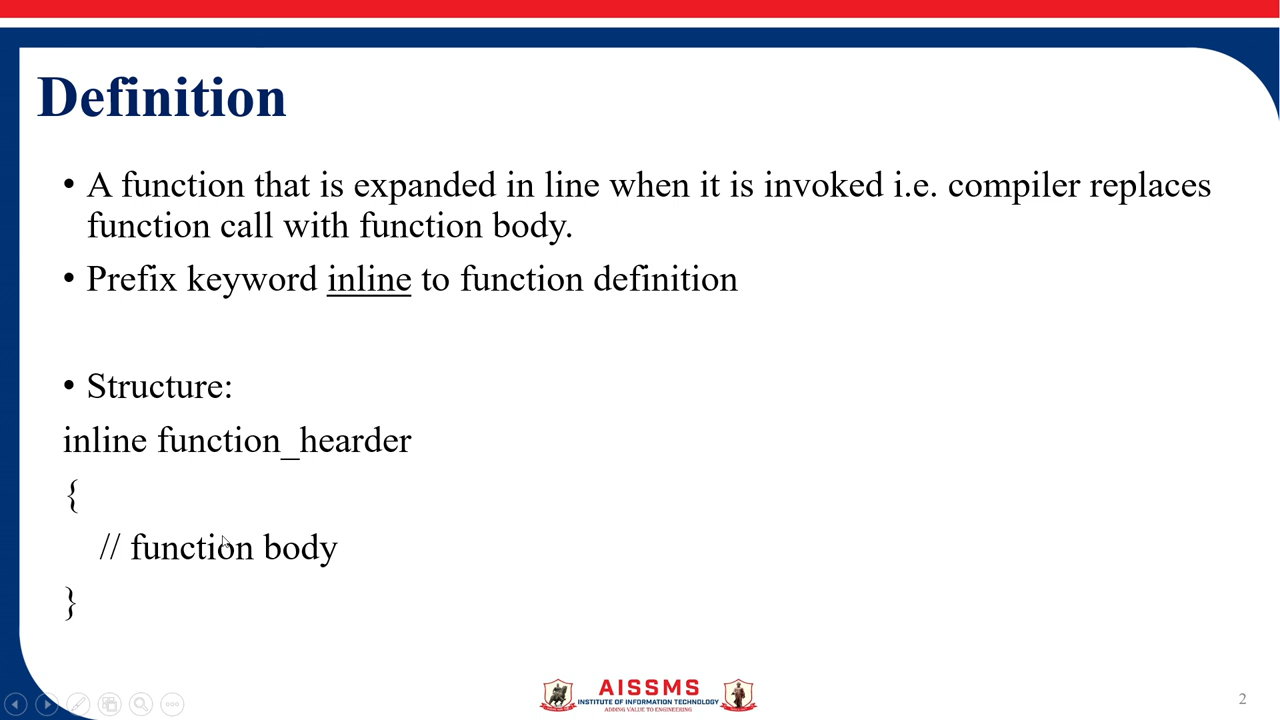 Definition
• A function that is expanded in line when it is invoked i.e. compiler replaces
function call with function body.
• Prefix keyword inline to function definition
• Structure:
inline function_hearder
{
// function body
}
AISSMS
INSTITUTE OF INFORMATION TECHNOLOGY
ADDING VALUE TO ENGINEERING
2